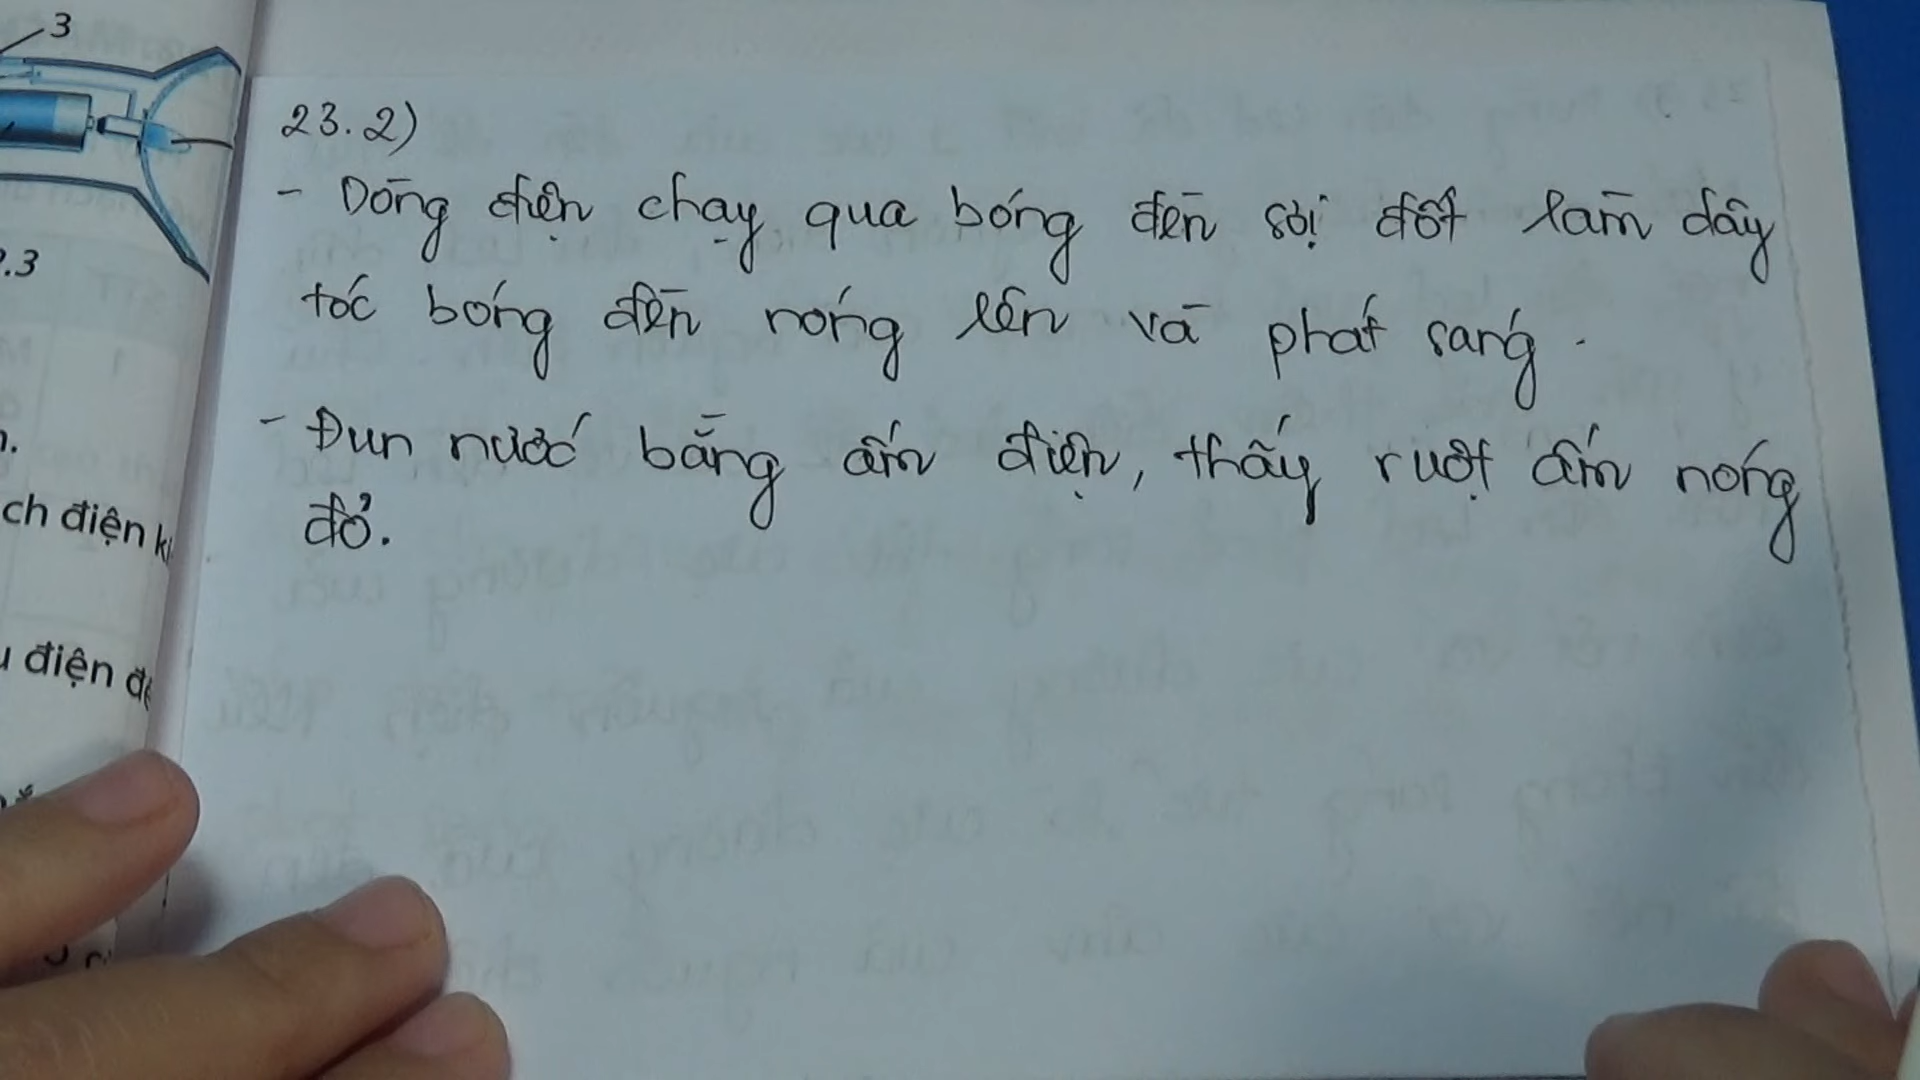 3
23.2)
- Dòng điện chạy qua bóng đèn sợi đốt làm dây
tóc bóng đèn nóng lên và phát sáng.
- Đun nước bằng ấm điện, thấy ruột ấm nóng
đỏ.
.3
ch điện
u điện